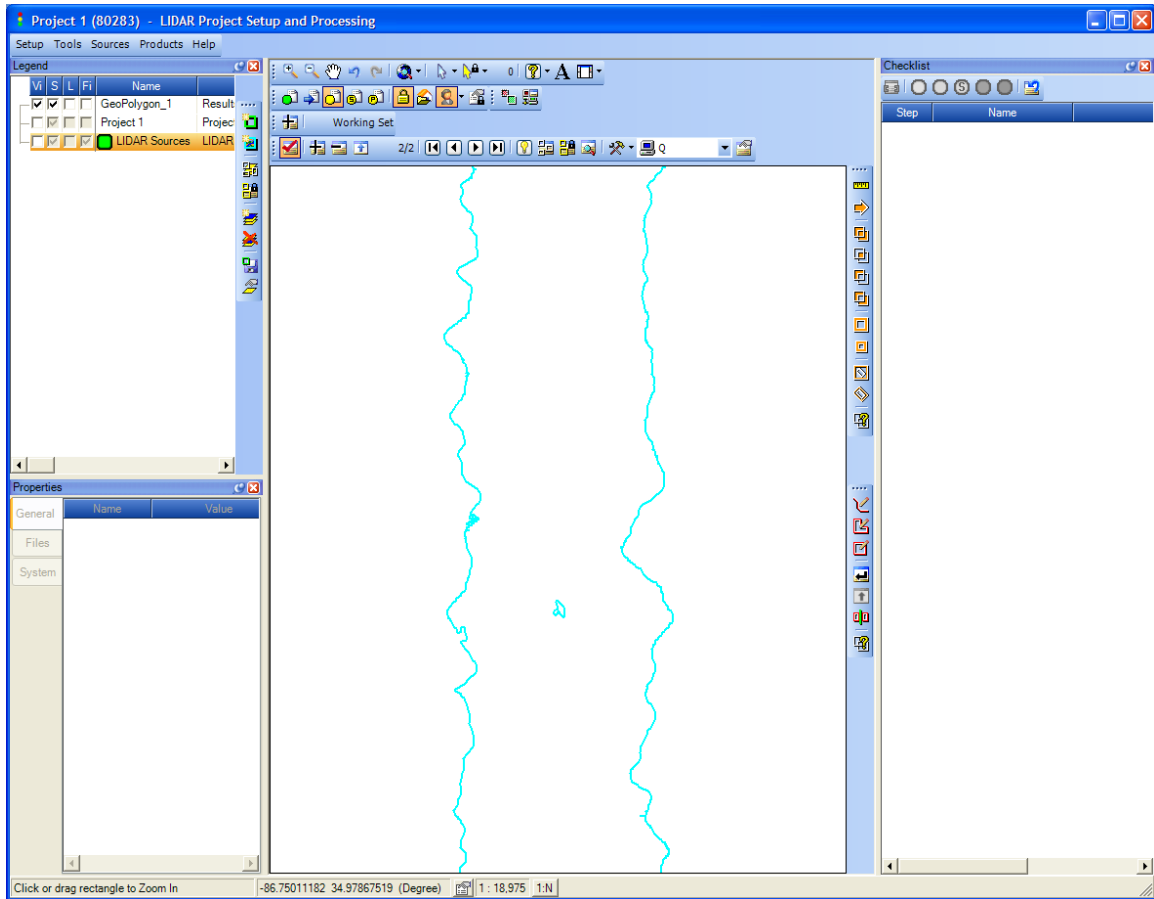 Project 1 (80283) - LIDAR Project Setup and Processing
Setup Tools Sources Products Help
Legend
Vi S L Fi Name
GeoPolygon_1 Result
Project 1 Projec
LIDAR Sources LIDAR
0 A
S P
Working Set
2/2 Q
Properties
Name Value
General
Files
System
Checklist
S
Step Name
Click or drag rectangle to Zoom In
-86.75011182 34.97867519 (Degree) 1 : 18,975 1:N